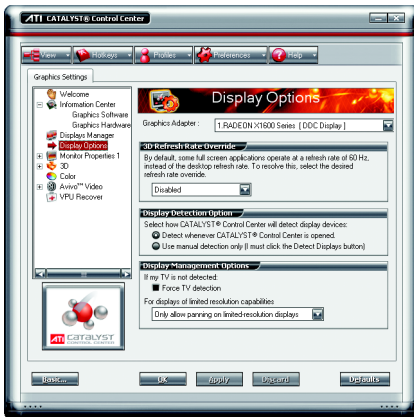 ATI CATALYST® Control Center
View Hotkeys Profiles Preferences Help
Graphics Settings
Welcome
Information Center
Graphics Software
Graphics Hardware
Displays Manager
Display Options
Monitor Properties 1
3D
Color
Avivo™ Video
VPU Recover
Display Options
Graphics Adapter :
1.RADEON X1600 Series [ DDC Display ]
3D Refresh Rate Override
By default, some full screen applications operate at a refresh rate of 60 Hz,
instead of the desktop refresh rate. To resolve this, select the desired
refresh rate override.
Disabled
Display Detection Option
Select how CATALYST® Control Center will detect display devices:
Detect whenever CATALYST® Control Center is opened.
Use manual detection only (I must click the Detect Displays button)
Display Management Options
If my TV is not detected:
Force TV detection
For displays of limited resolution capabilities
Only allow panning on limited-resolution displays
ATI CATALYST
CONTROL CENTER
Basic... OK Apply Discard Defaults